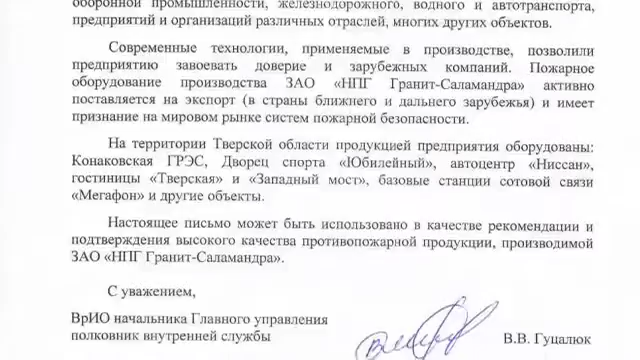 оборонной промышленности, железнодорожного, водного и автотранспорта,
предприятий и организаций различных отраслей, многих других объектов.
Современные технологии, применяемые в производстве, позволили
предприятию завоевать доверие и зарубежных компаний. Пожарное
оборудование производства ЗАО «НПГ Гранит-Саламандра» активно
поставляется на экспорт (в страны ближнего и дальнего зарубежья) и имеет
признание на мировом рынке систем пожарной безопасности.
На территории Тверской области продукцией предприятия оборудованы:
Конаковская ГРЭС, Дворец спорта «Юбилейный», автоцентр «Ниссан»,
гостиницы «Тверская» и «Западный мост», базовые станции сотовой связи
«Мегафон» и другие объекты.
Настоящее письмо может быть использовано в качестве рекомендации и
подтверждения высокого качества противопожарной продукции, производимой
ЗАО «НПГ Гранит-Саламандра».
С уважением,
ВрИО начальника Главного управления
полковник внутренней службы
В.В. Гуцалюк